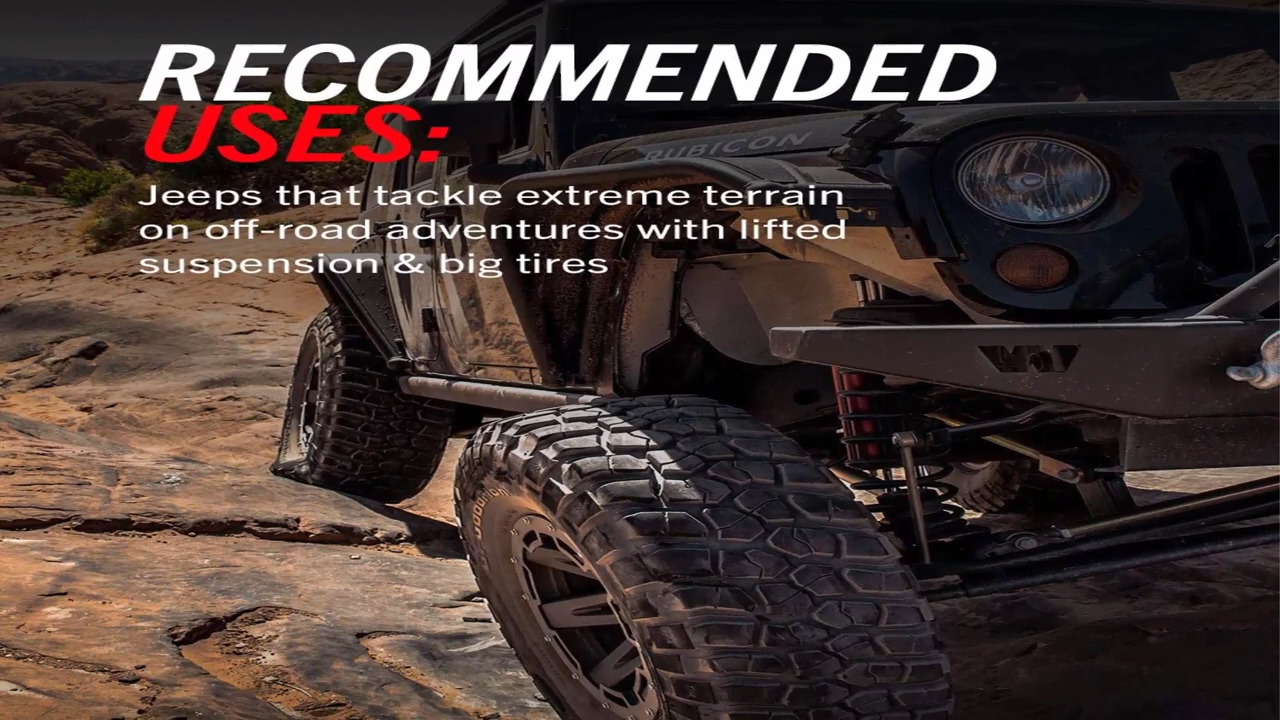 RECOMMENDED
USES:
Jeeps that tackle extreme terrain
on off-road adventures with lifted
suspension & big tires
RUBICON